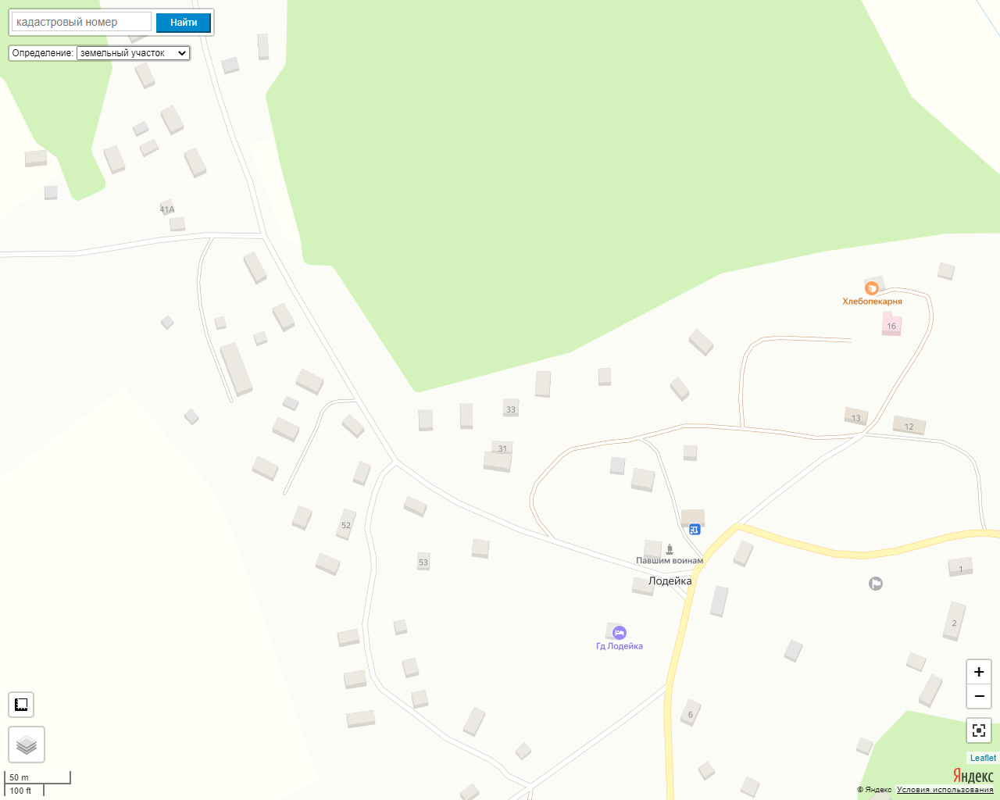 кадастровый номер
Найти
Определение: земельный участок
41А
Хлебопекарня
16
33
13
12
31
52
53
Павшим воинам
Лодейка
1
2
Гд Лодейка
6
+
−
50 m
100 ft
Leaflet
Яндекс
© Яндекс Условия использования